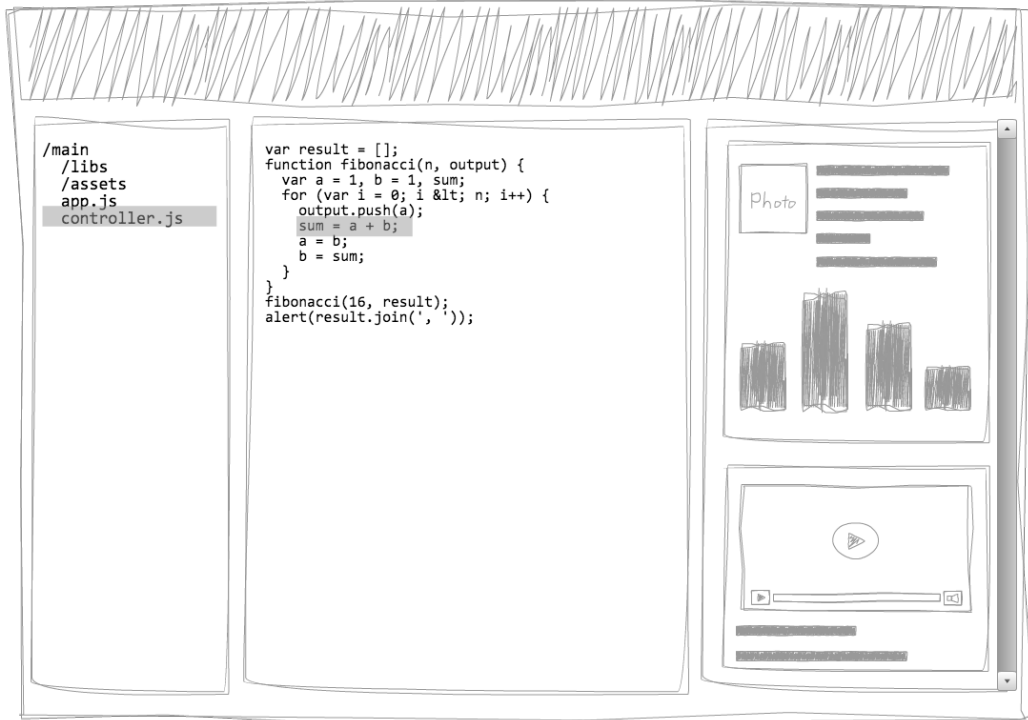 /main
/libs
/assets
app.js
controller.js
var result = [];
function fibonacci(n, output) {
var a = 1, b = 1, sum;
for (var i = 0; i &lt; n; i++) {
output.push(a);
sum = a + b;
a = b;
b = sum;
}
}
fibonacci(16, result);
alert(result.join(', '));
Photo